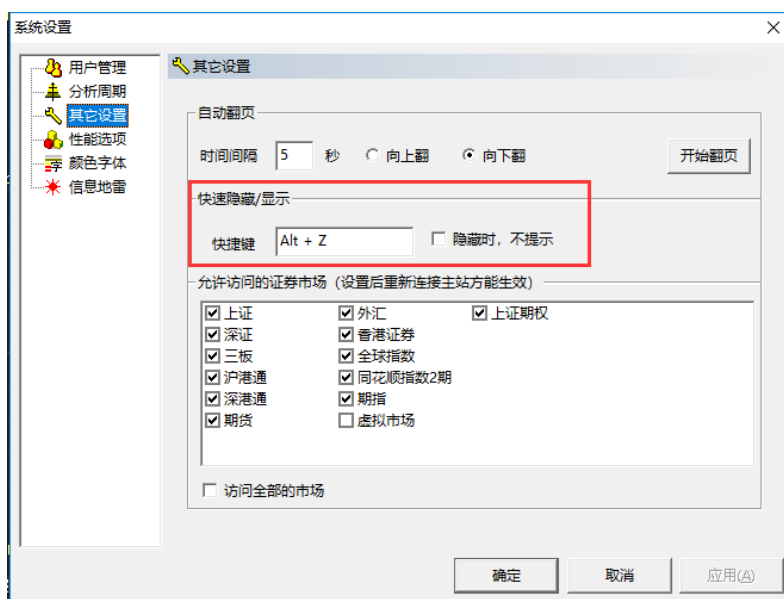 系统设置
用户管理
分析周期
其它设置
性能选项
颜色字体
信息地雷
其它设置
自动翻页
时间间隔 5 秒 向上翻 向下翻 开始翻页
快速隐藏/显示
快捷键 Alt + Z 隐藏时，不提示
允许访问的证券市场（设置后重新连接主站方能生效）
上证 外汇 上证期权
深证 香港证券
三板 全球指数
沪港通 同花顺指数2期
深港通 期指
期货 虚拟市场
访问全部的市场
确定 取消 应用(A)